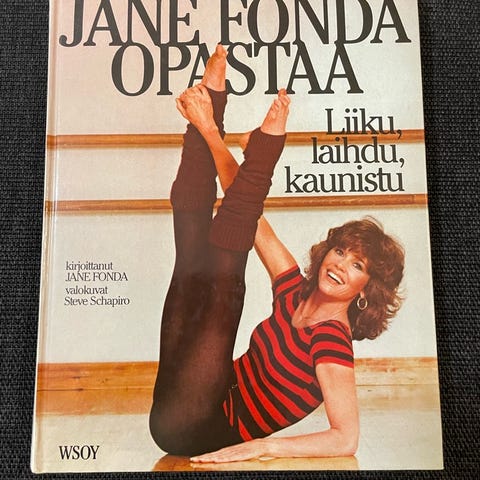 JANE FONDA
OPASTAA
Liiku,
laihdu,
kaunistu
kirjoittanut
JANE FONDA
valokuvat
Steve Schapiro
WSOY